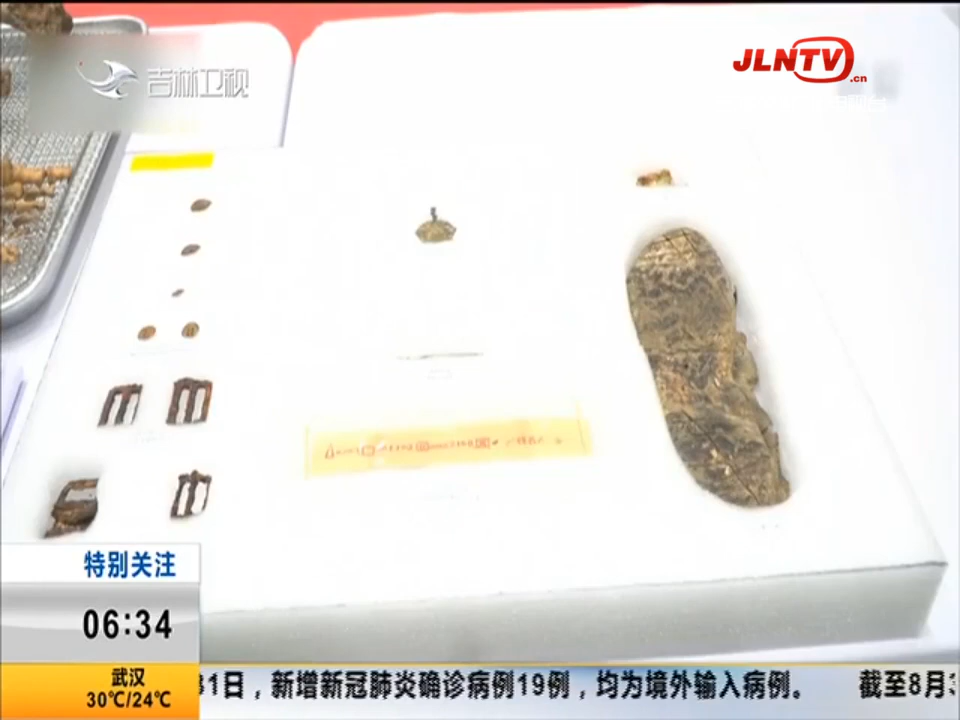 吉林卫视
JLNTV
.cn
特别关注
06:34
武汉
30℃/24℃
31日，新增新冠肺炎确诊病例19例，均为境外输入病例。 截至8月